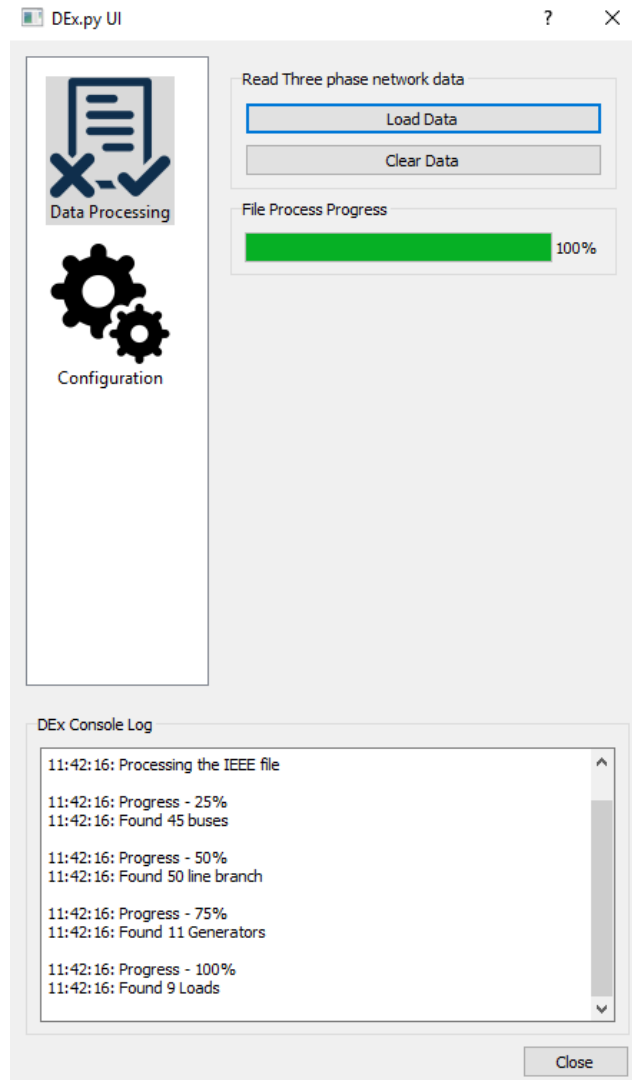 DEx.py UI
?
Data Processing
Configuration
Read Three phase network data
Load Data
Clear Data
File Process Progress
100%
DEx Console Log
11:42:16: Processing the IEEE file
11:42:16: Progress - 25%
11:42:16: Found 45 buses
11:42:16: Progress - 50%
11:42:16: Found 50 line branch
11:42:16: Progress - 75%
11:42:16: Found 11 Generators
11:42:16: Progress - 100%
11:42:16: Found 9 Loads
Close